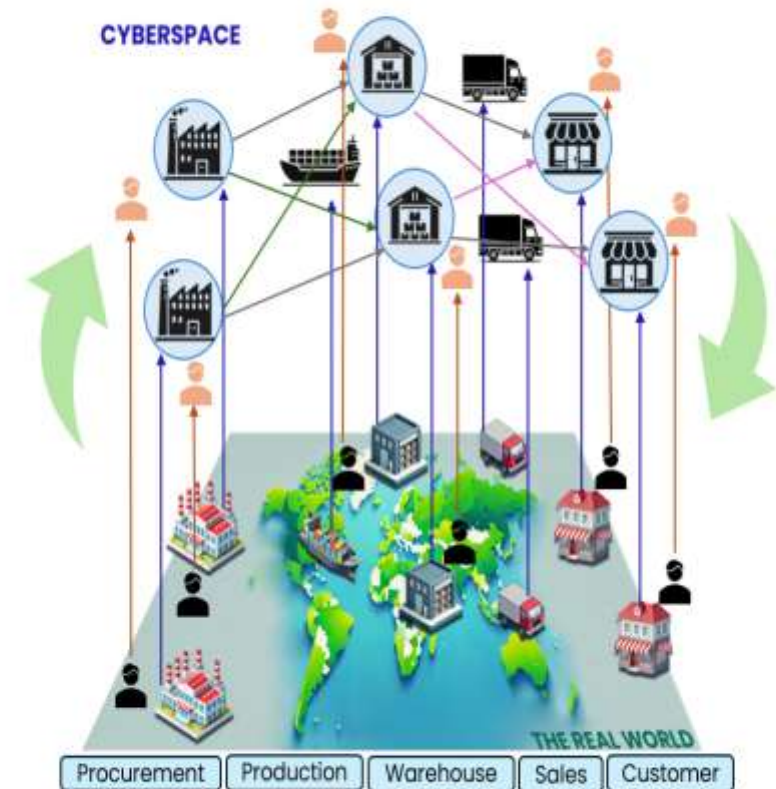 CYBERSPACE
THE REAL WORLD
Procurement
Production
Warehouse
Sales
Customer